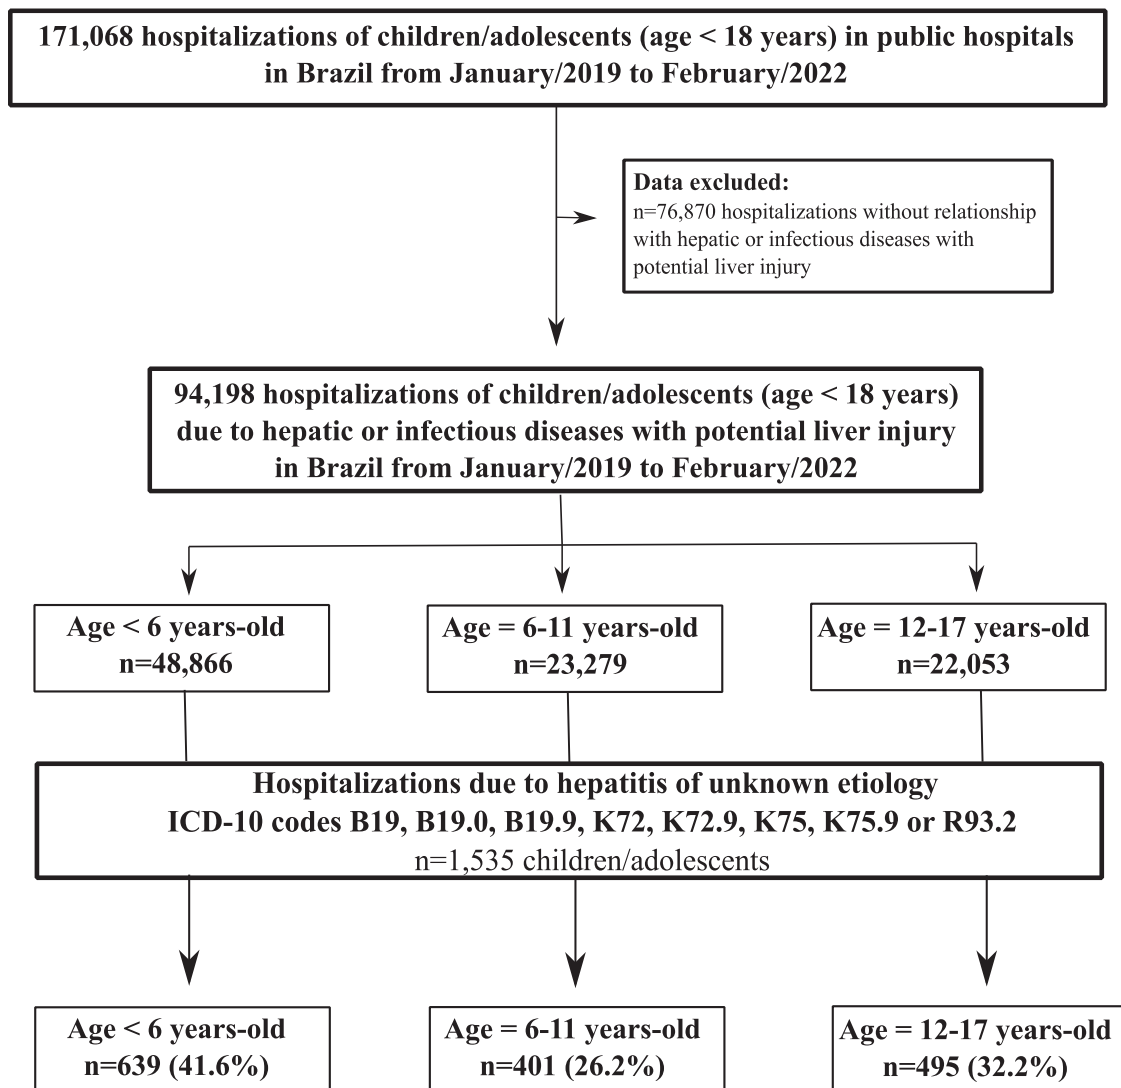 171,068 hospitalizations of children/adolescents (age < 18 years) in public hospitals
in Brazil from January/2019 to February/2022
Data excluded:
n=76,870 hospitalizations without relationship
with hepatic or infectious diseases with
potential liver injury
94,198 hospitalizations of children/adolescents (age < 18 years)
due to hepatic or infectious diseases with potential liver injury
in Brazil from January/2019 to February/2022
Age < 6 years-old
n=48,866
Age = 6-11 years-old
n=23,279
Age = 12-17 years-old
n=22,053
Hospitalizations due to hepatitis of unknown etiology
ICD-10 codes B19, B19.0, B19.9, K72, K72.9, K75, K75.9 or R93.2
n=1,535 children/adolescents
Age < 6 years-old
n=639 (41.6%)
Age = 6-11 years-old
n=401 (26.2%)
Age = 12-17 years-old
n=495 (32.2%)